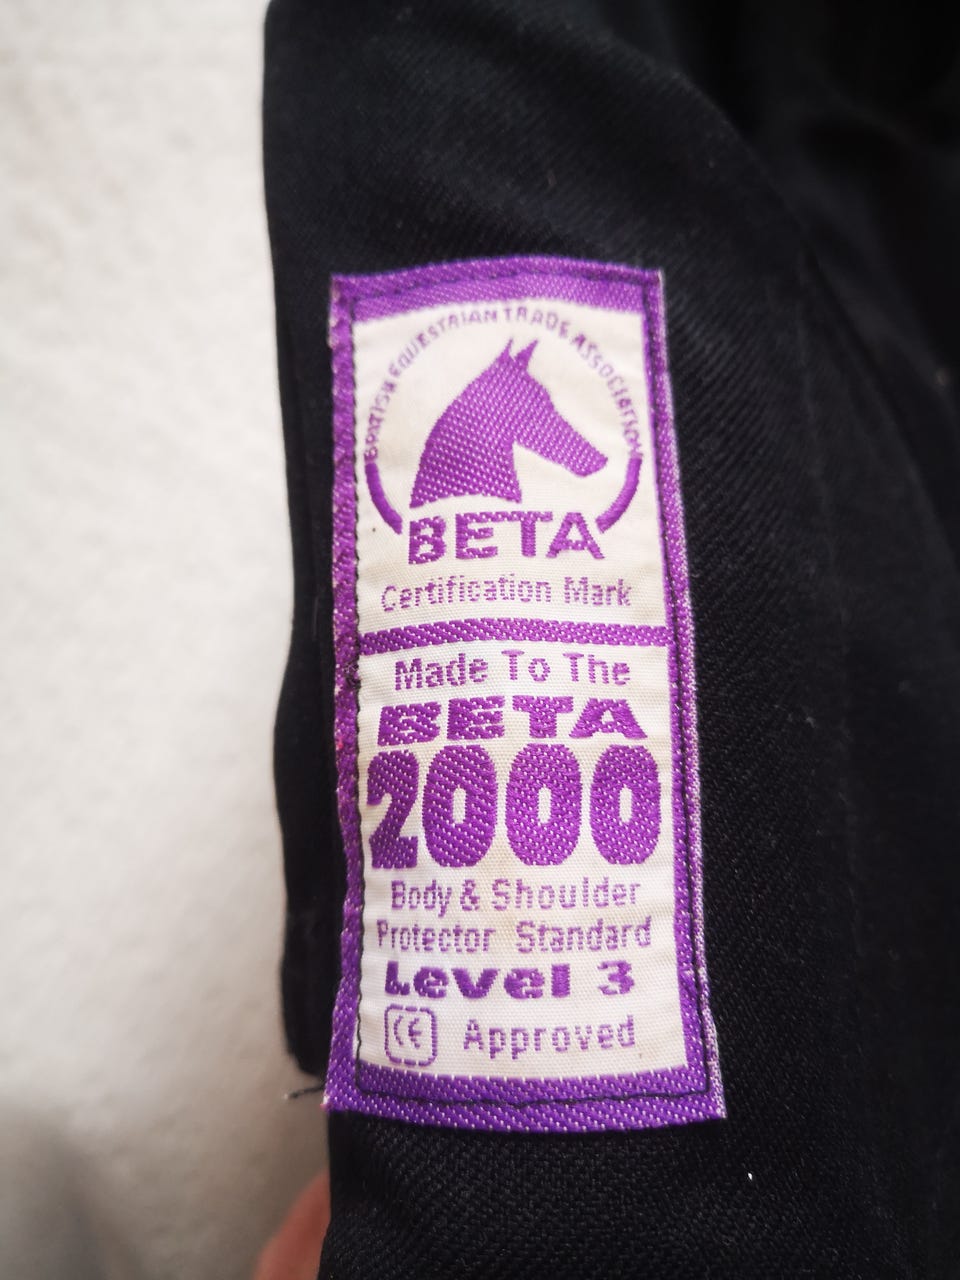 BRITISH EQUESTRIAN TRADE ASSOCIATION
BETA
Certification Mark
Made To The
BETA
2000
Body & Shoulder
Protector Standard
Level 3
CE Approved